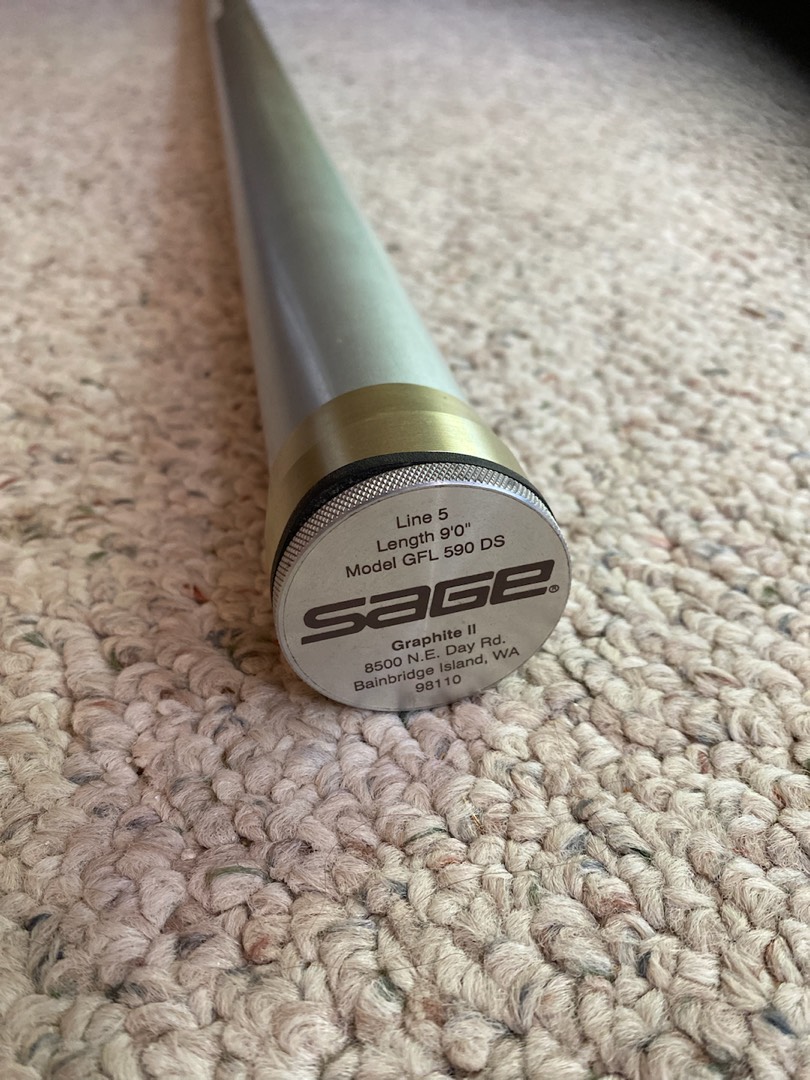 Line 5
Length 9'0"
Model GFL 590 DS
SaGe®
Graphite II
8500 N.E. Day Rd.
Bainbridge Island, WA
98110